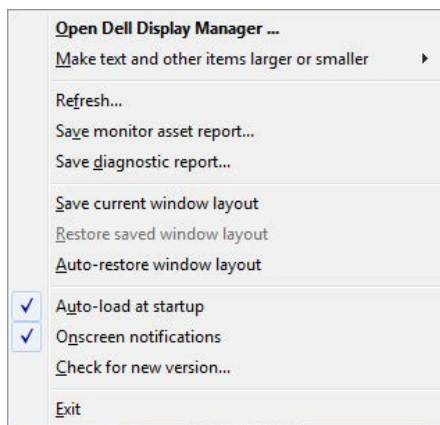 Open Dell Display Manager ...
Make text and other items larger or smaller
Refresh...
Save monitor asset report...
Save diagnostic report...
Save current window layout
Restore saved window layout
Auto-restore window layout
Auto-load at startup
Onscreen notifications
Check for new version...
Exit